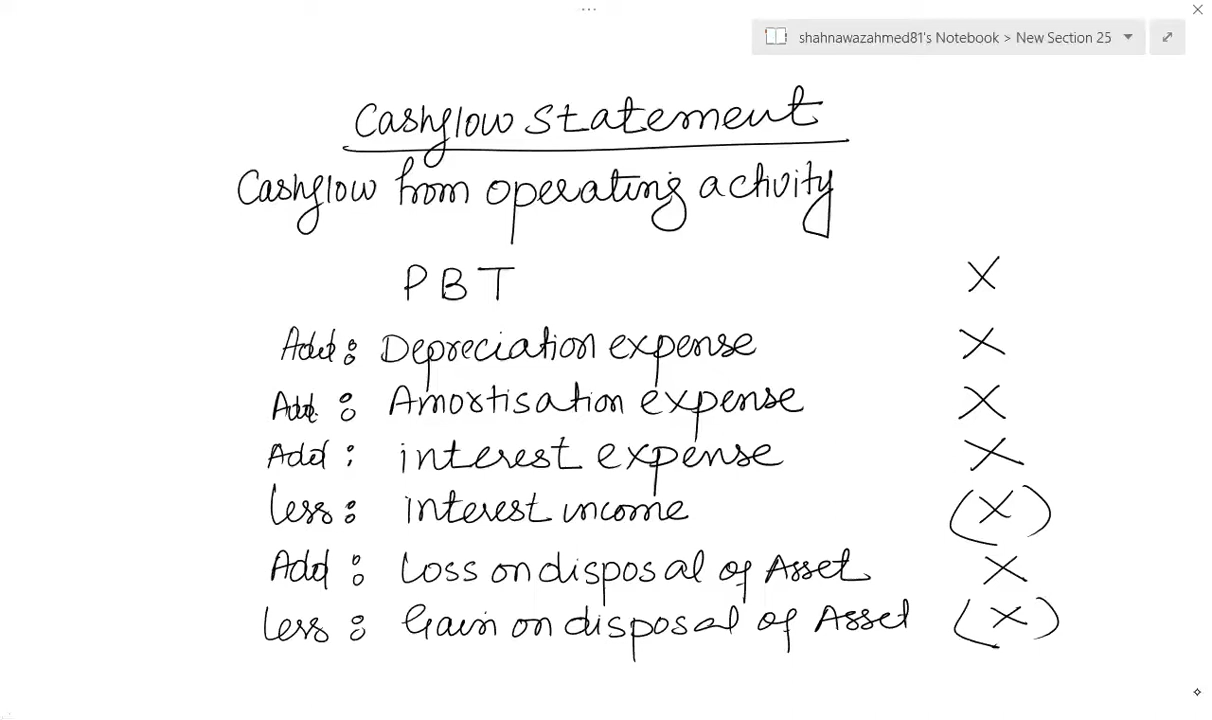 shahnawazahmed81's Notebook > New Section 25
Cashflow Statement
Cashflow from operating activity
PBT X
Add: Depreciation expense X
Add: Amortisation expense X
Add: interest expense X
Less: interest income (X)
Add: Loss on disposal of Asset X
Less: Gain on disposal of Asset (X)